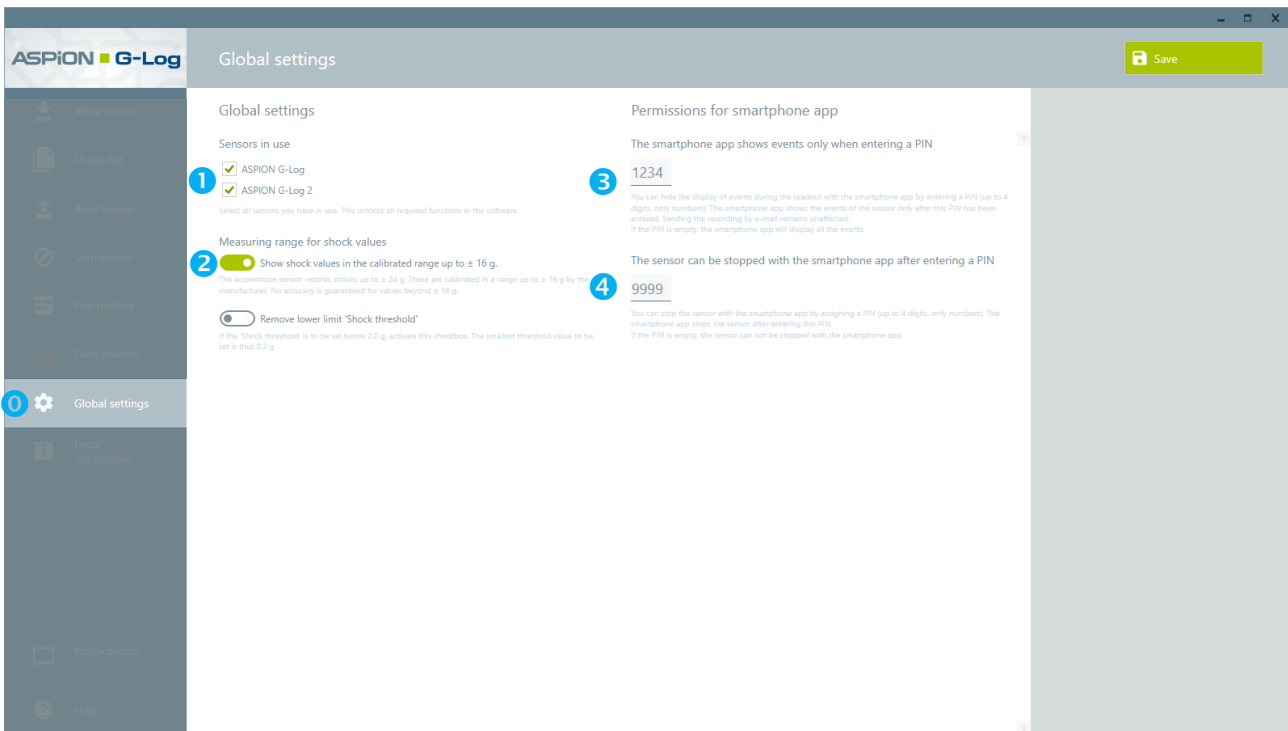 ASPION G-Log
Global settings
Save
Write sensor
Usage list
Read sensor
Stop sensor
Edit profiles
Data analysis
0
Global settings
Legal
information
Notifications
Help
Global settings
Sensors in use
1
ASPION G-Log
ASPION G-Log 2
Select all sensors you have in use. This unlocks all required functions in the software.
Measuring range for shock values
2
Show shock values in the calibrated range up to ± 16 g.
The acceleration sensor records shocks up to ± 24 g. These are calibrated in a range up to ± 16 g by the
manufacturer. No accuracy is guaranteed for values beyond ± 16 g.
Remove lower limit 'Shock threshold'
If the 'Shock threshold' is to be set below 2.0 g, activate this checkbox. The smallest threshold value to be
set is thus 0.2 g.
Permissions for smartphone app
The smartphone app shows events only when entering a PIN
3
1234
You can hide the display of events during the readout with the smartphone app by entering a PIN (up to 4
digits, only numbers). The smartphone app shows the events of the sensor only after this PIN has been
entered. Sending the recording by e-mail remains unaffected.
If the PIN is empty, the smartphone app will display all the events.
The sensor can be stopped with the smartphone app after entering a PIN
4
9999
You can stop the sensor with the smartphone app by assigning a PIN (up to 4 digits, only numbers). The
smartphone app stops the sensor after entering this PIN.
If the PIN is empty, the sensor can not be stopped with the smartphone app.